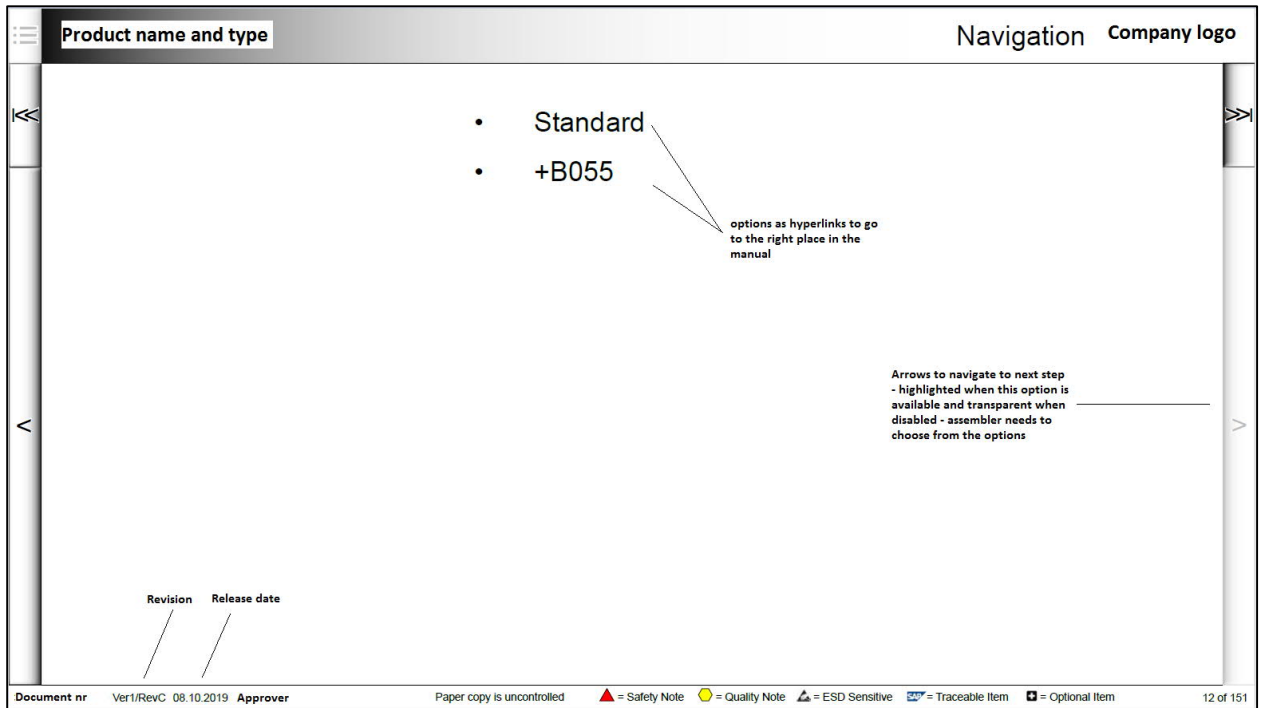 Product name and type
Navigation
Company logo
|<<
>>|
• Standard
• +B055
options as hyperlinks to go
to the right place in the
manual
Arrows to navigate to next step
- highlighted when this option is
available and transparent when
disabled - assembler needs to
choose from the options
<
>
Revision
Release date
Document nr
Ver1/RevC 08.10.2019
Approver
Paper copy is uncontrolled
= Safety Note
= Quality Note
= ESD Sensitive
SAP = Traceable Item
= Optional Item
12 of 151